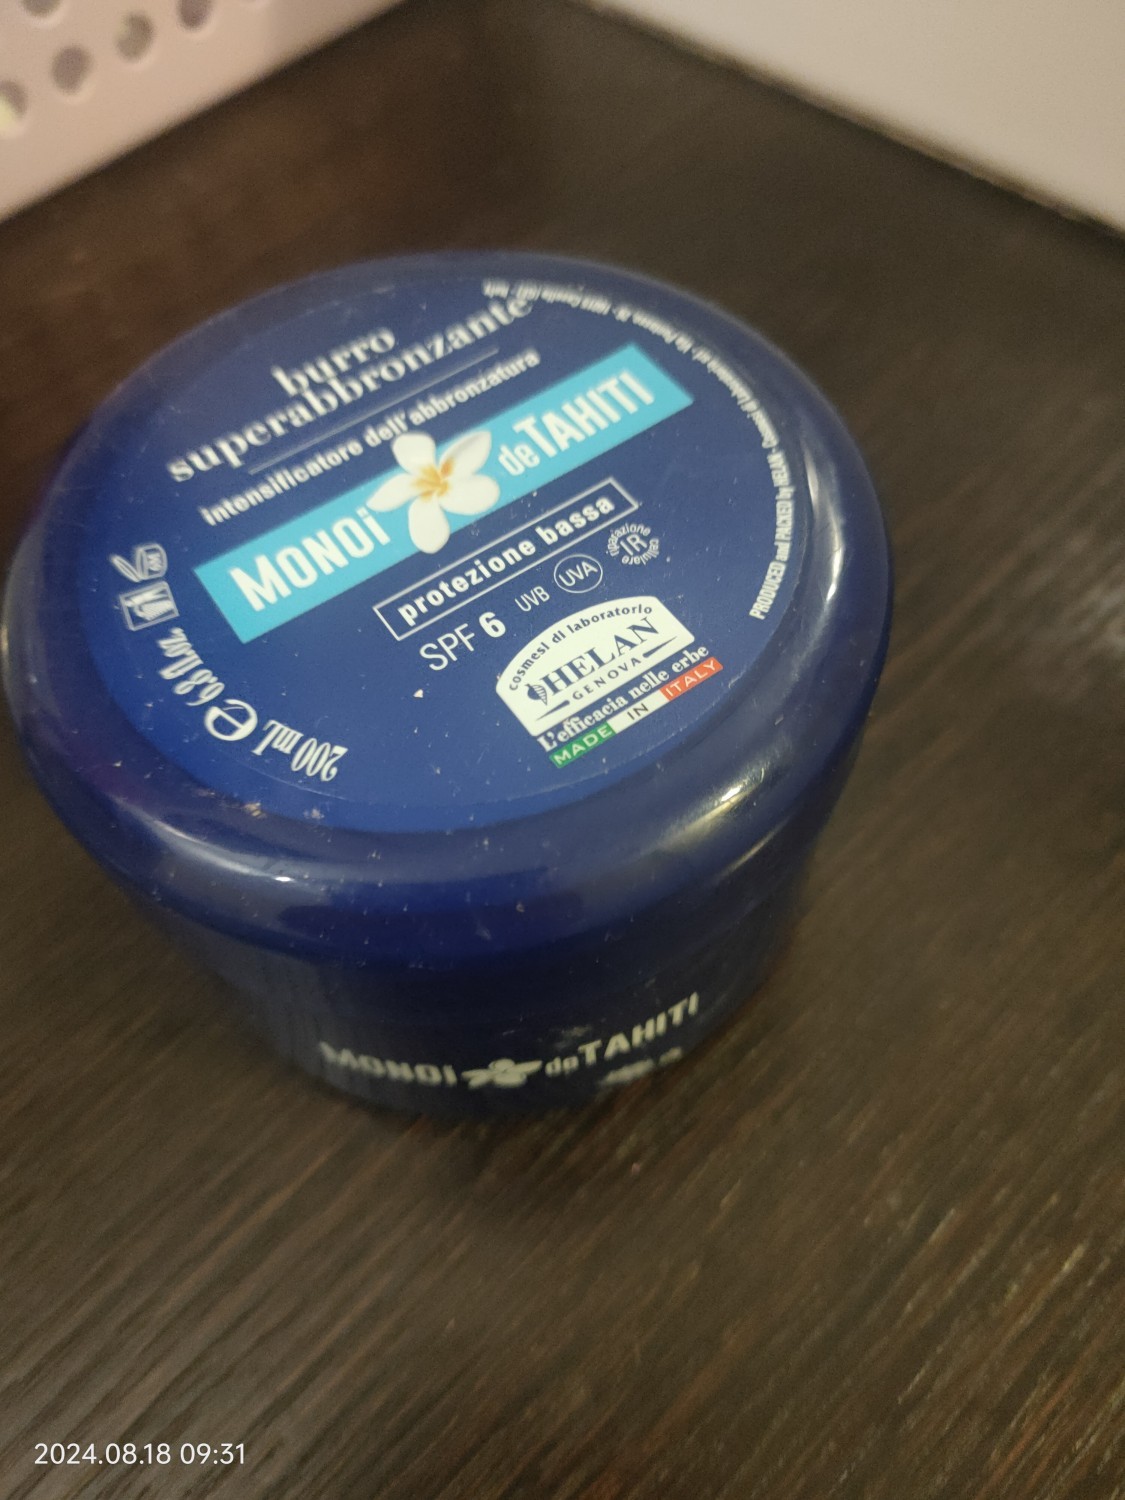 burro
superabbronzante
intensificatore dell'abbronzatura
MONOi de TAHITI
protezione bassa
SPF 6 UVB UVA IR
cosmesi di laboratorio
HELAN
GENOVA
L'efficacia nelle erbe
MADE IN ITALY
200 mL e 6.8 fl.oz.
PRODUCED and PACKED by HELAN
MONOi de TAHITI
2024.08.18 09:31